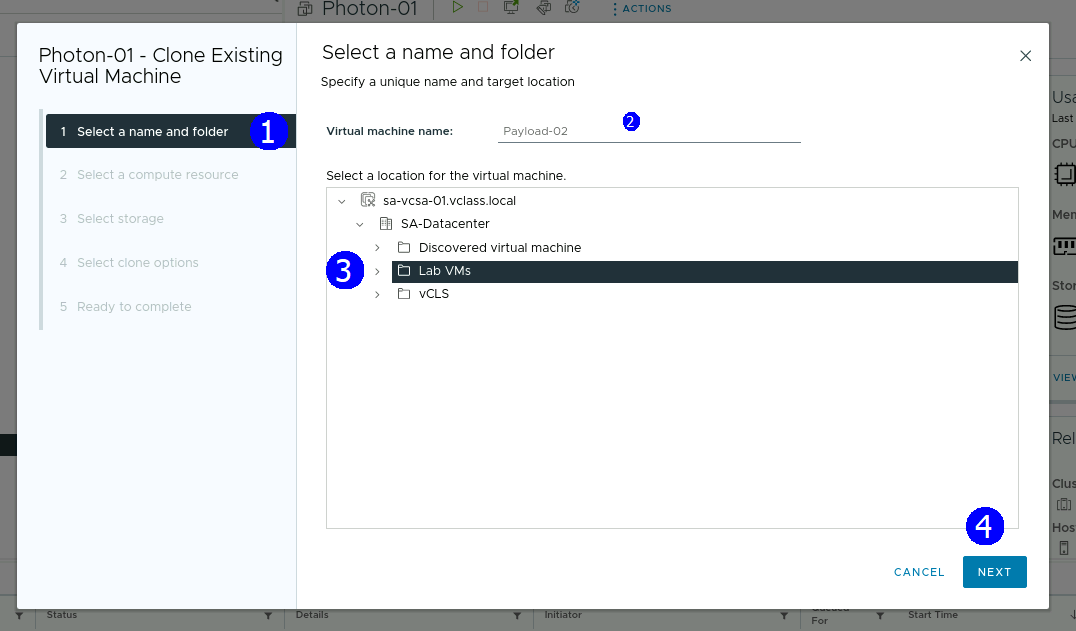 Photon-01
ACTIONS
Photon-01 - Clone Existing
Virtual Machine
1 Select a name and folder
1
2 Select a compute resource
3 Select storage
4 Select clone options
5 Ready to complete
Select a name and folder
Specify a unique name and target location
Virtual machine name:
Payload-02
2
Select a location for the virtual machine.
sa-vcsa-01.vclass.local
SA-Datacenter
Discovered virtual machine
3
Lab VMs
vCLS
4
CANCEL
NEXT
Usa
Last
CPU
Mem
Stor
VIEW
Rel
Clus
Hos
Status
Details
Initiator
For
Start Time